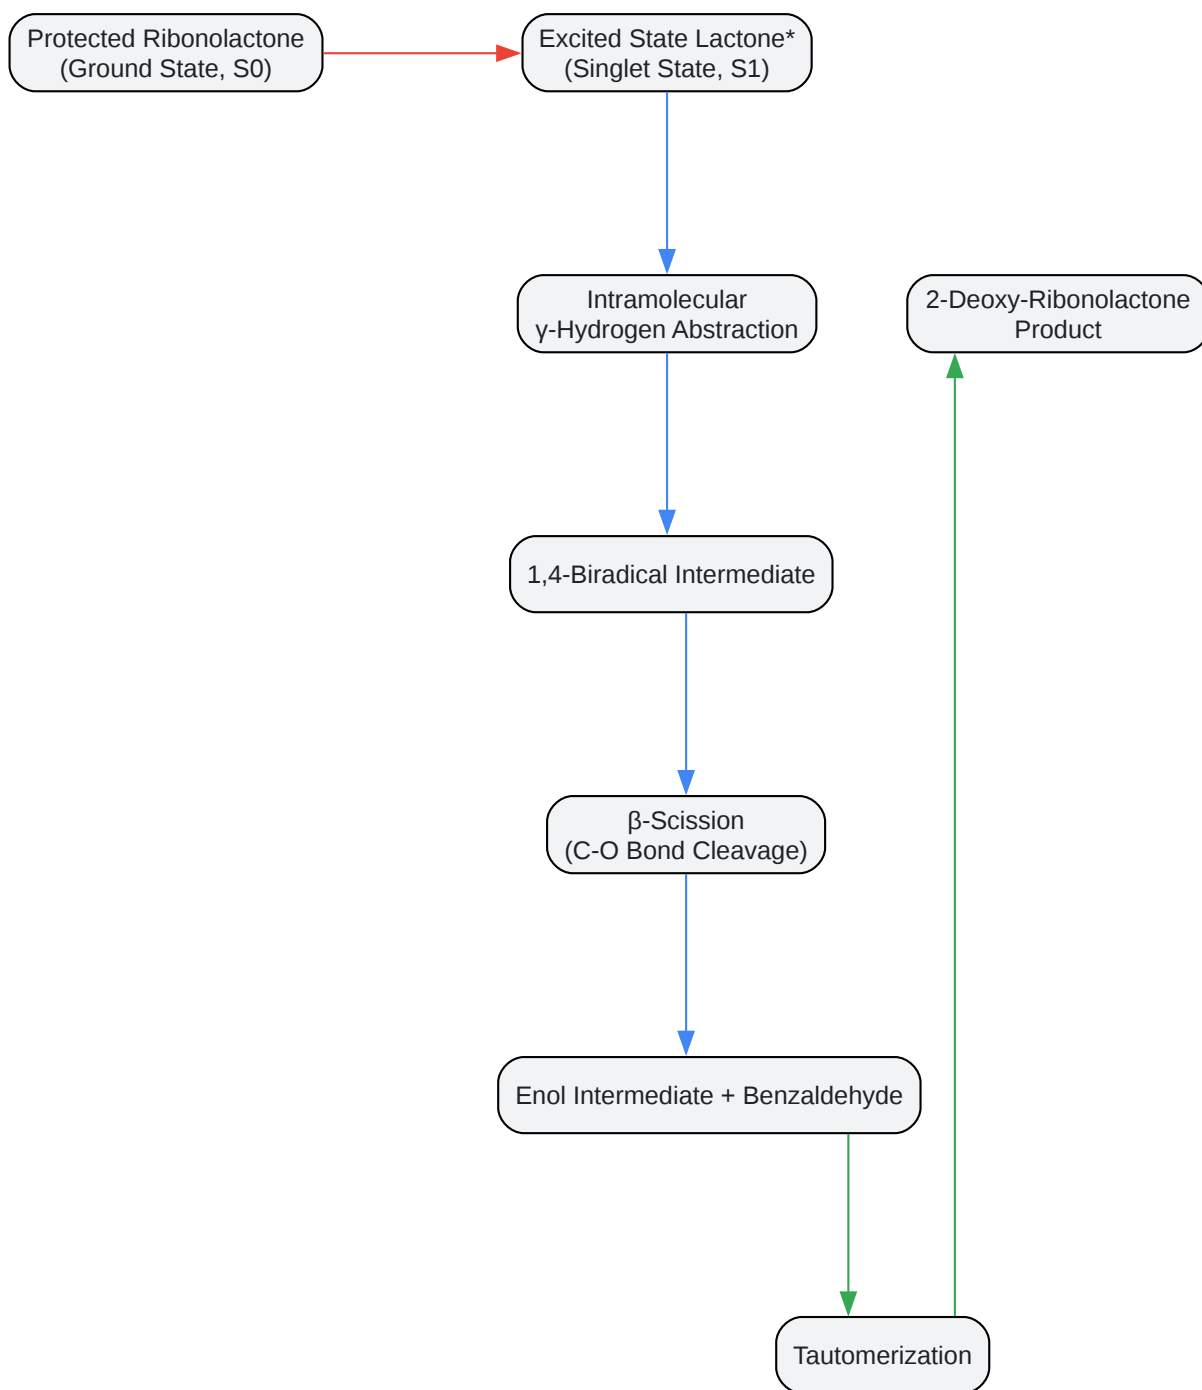 Protected Ribonolactone
(Ground State, S0)
Excited State Lactone*
(Singlet State, S1)
Intramolecular
γ-Hydrogen Abstraction
2-Deoxy-Ribonolactone
Product
1,4-Biradical Intermediate
β-Scission
(C-O Bond Cleavage)
Enol Intermediate + Benzaldehyde
Tautomerization